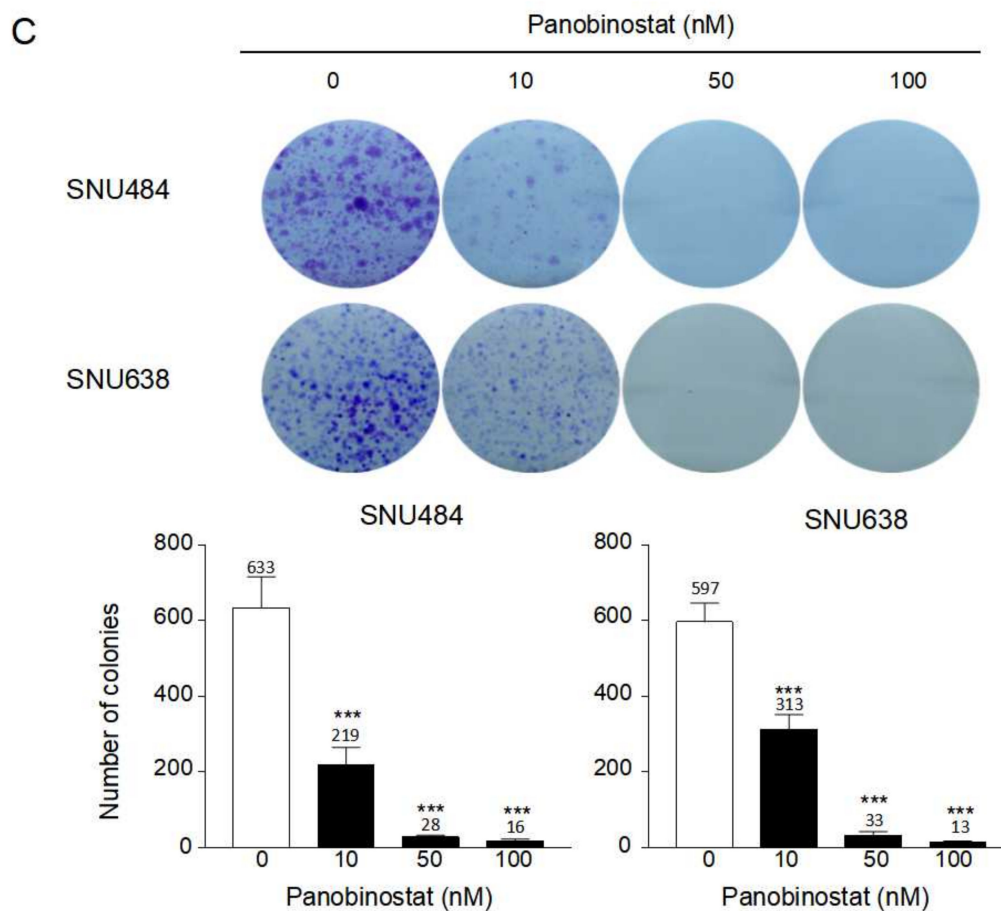 C
Panobinostat (nM)
0 10 50 100
SNU484
SNU638
SNU484
800
600
400
200
0
Number of colonies
633
***
219
***
28
***
16
0 10 50 100
Panobinostat (nM)
SNU638
800
600
400
200
0
597
***
313
***
33
***
13
0 10 50 100
Panobinostat (nM)